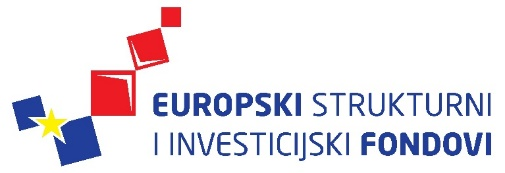 EUROPSKI STRUKTURNI
I INVESTICIJSKI FONDOVI